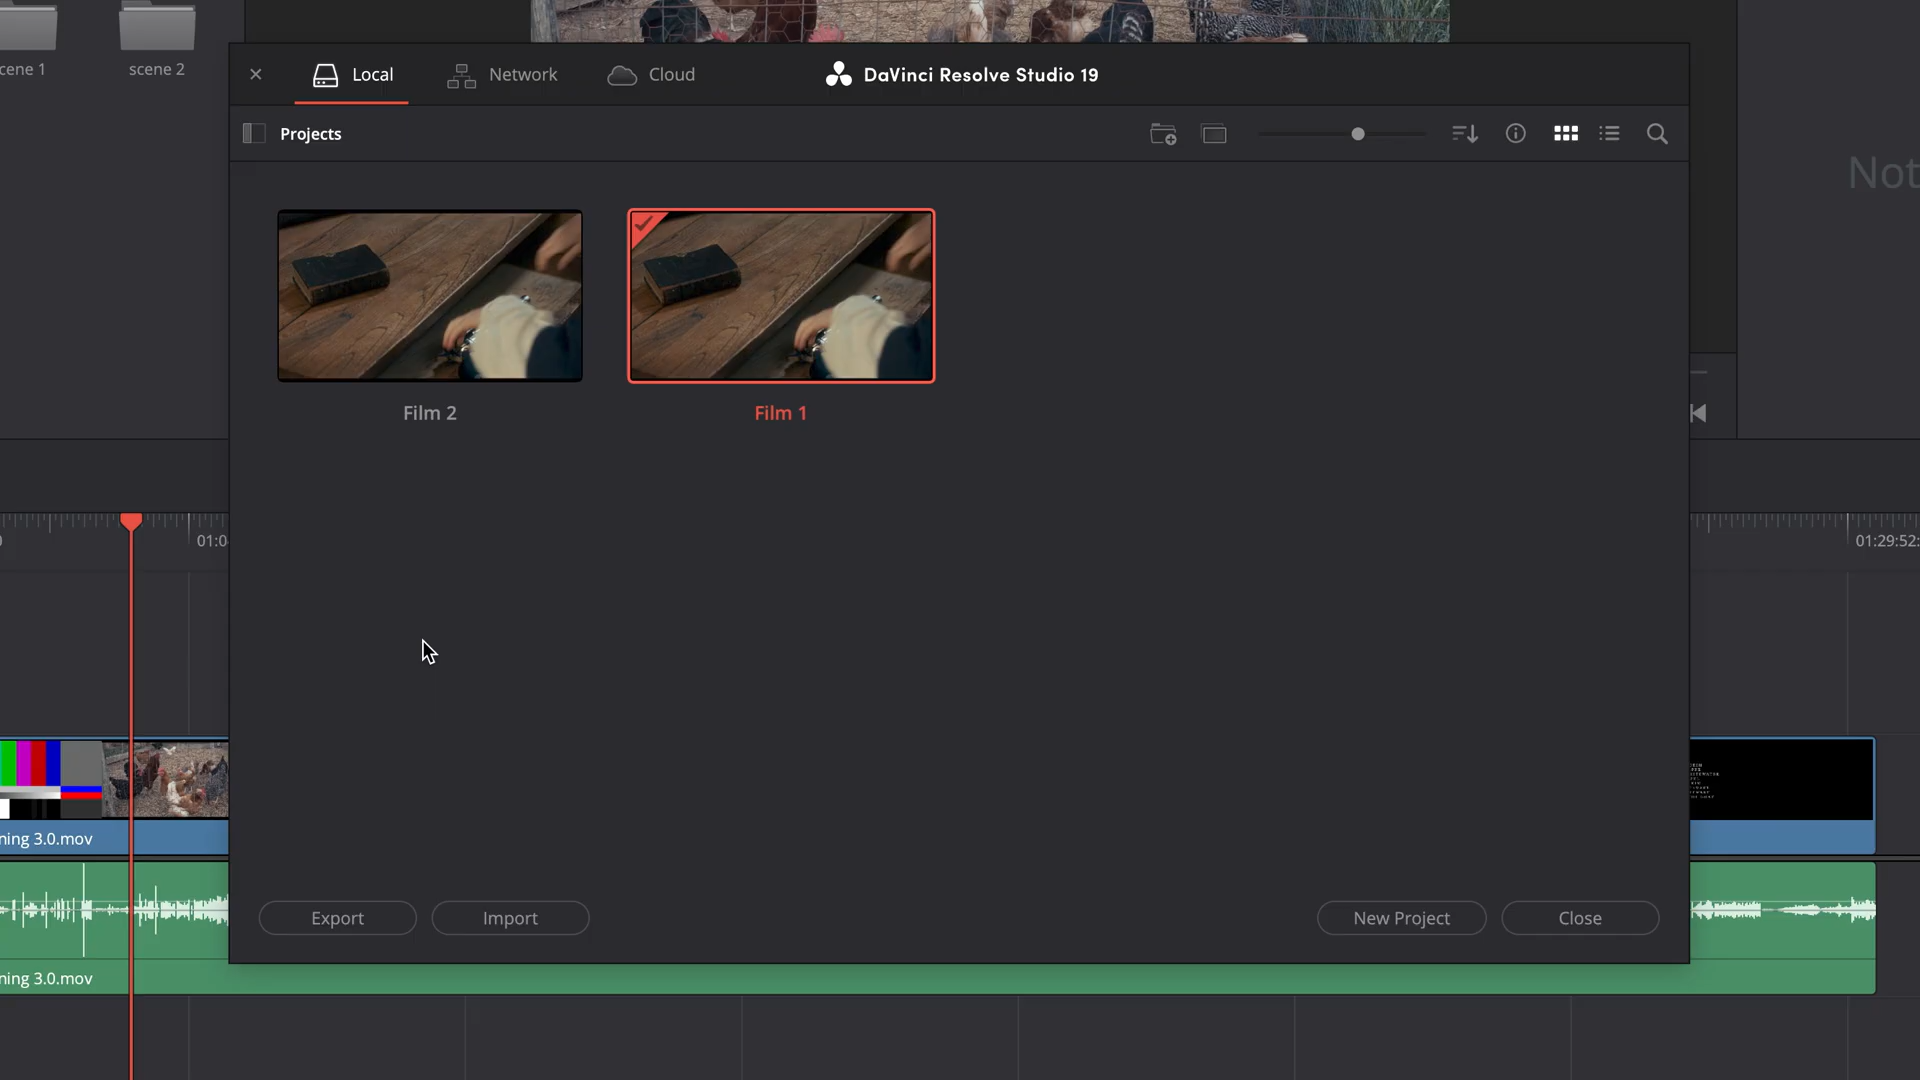 cene 1
scene 2
Local
Network
Cloud
DaVinci Resolve Studio 19
Projects
Not
Film 2
Film 1
01:0
01:29:52:
ning 3.0.mov
Export
Import
New Project
Close
ning 3.0.mov